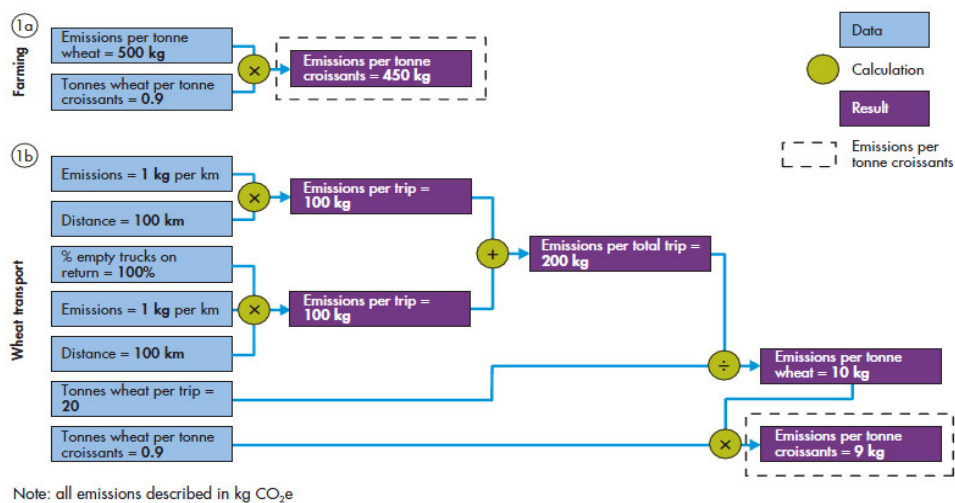 1a
Farming
Emissions per tonne
wheat = 500 kg
Tonnes wheat per tonne
croissants = 0.9
×
Emissions per tonne
croissants = 450 kg
Data
Calculation
Result
Emissions per
tonne croissants
1b
Wheat transport
Emissions = 1 kg per km
Distance = 100 km
×
Emissions per trip =
100 kg
% empty trucks on
return = 100%
Emissions = 1 kg per km
Distance = 100 km
×
Emissions per trip =
100 kg
+
Emissions per total trip =
200 kg
Tonnes wheat per trip =
20
÷
Emissions per tonne
wheat = 10 kg
Tonnes wheat per tonne
croissants = 0.9
×
Emissions per tonne
croissants = 9 kg
Note: all emissions described in kg CO₂e